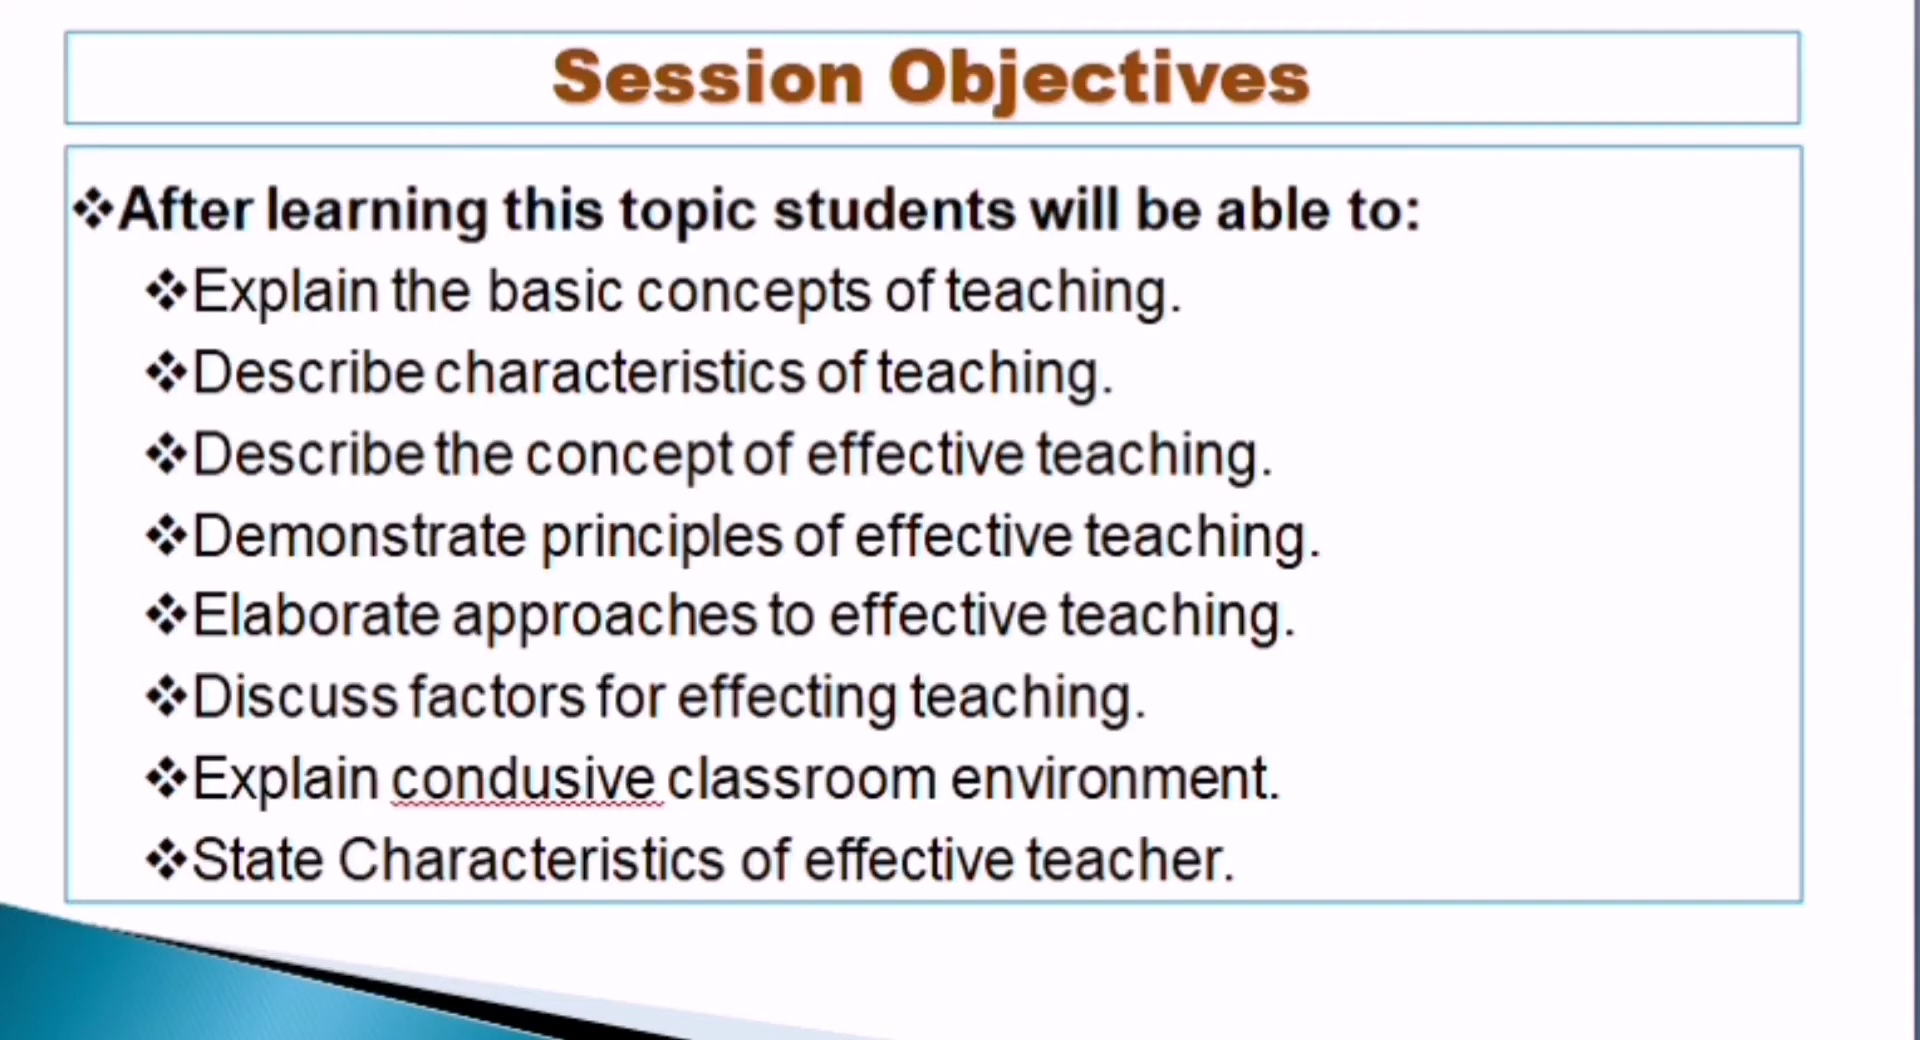 Session Objectives
❖After learning this topic students will be able to:
❖Explain the basic concepts of teaching.
❖Describe characteristics of teaching.
❖Describe the concept of effective teaching.
❖Demonstrate principles of effective teaching.
❖Elaborate approaches to effective teaching.
❖Discuss factors for effecting teaching.
❖Explain condusive classroom environment.
❖State Characteristics of effective teacher.